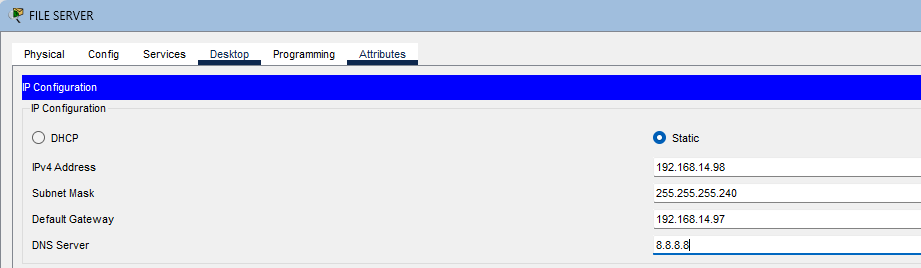 FILE SERVER
Physical Config Services Desktop Programming Attributes
IP Configuration
IP Configuration
DHCP Static
IPv4 Address 192.168.14.98
Subnet Mask 255.255.255.240
Default Gateway 192.168.14.97
DNS Server 8.8.8.8